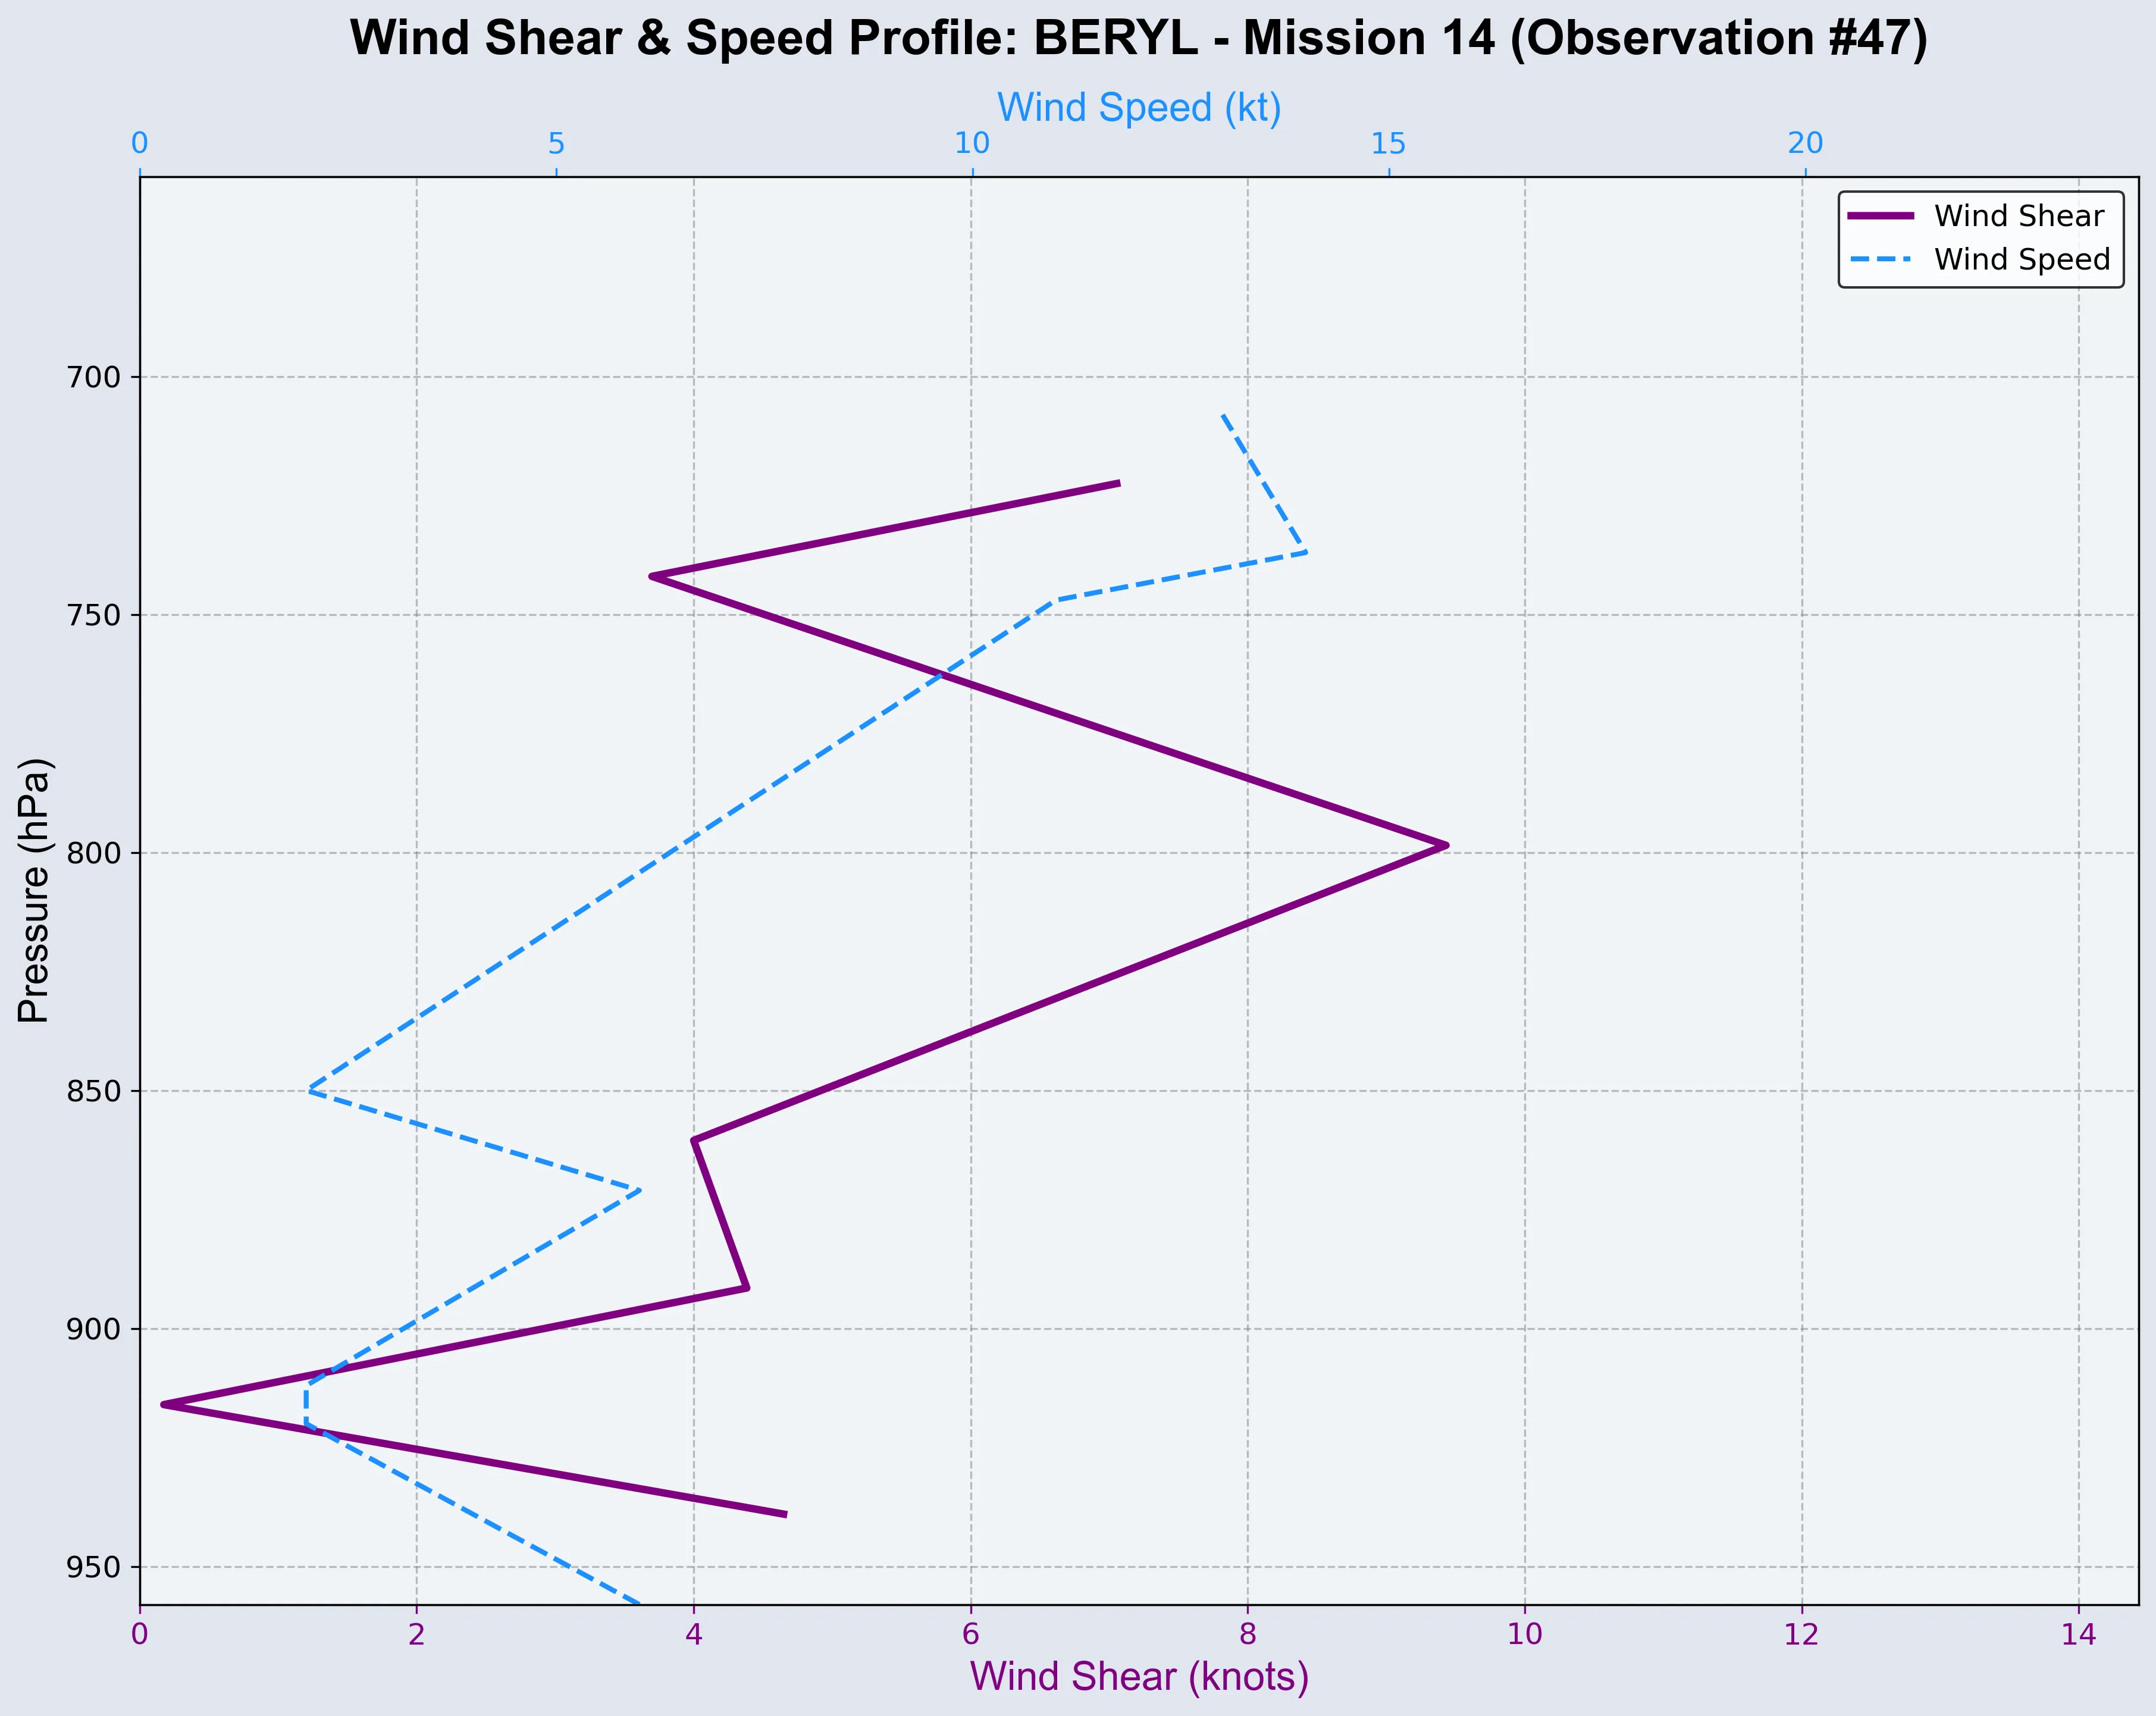 Wind Shear & Speed Profile: BERYL - Mission 14 (Observation #47)
Wind Speed (kt)
0 5 10 15 20
Wind Shear
Wind Speed
Pressure (hPa)
700
750
800
850
900
950
0 2 4 6 8 10 12 14
Wind Shear (knots)